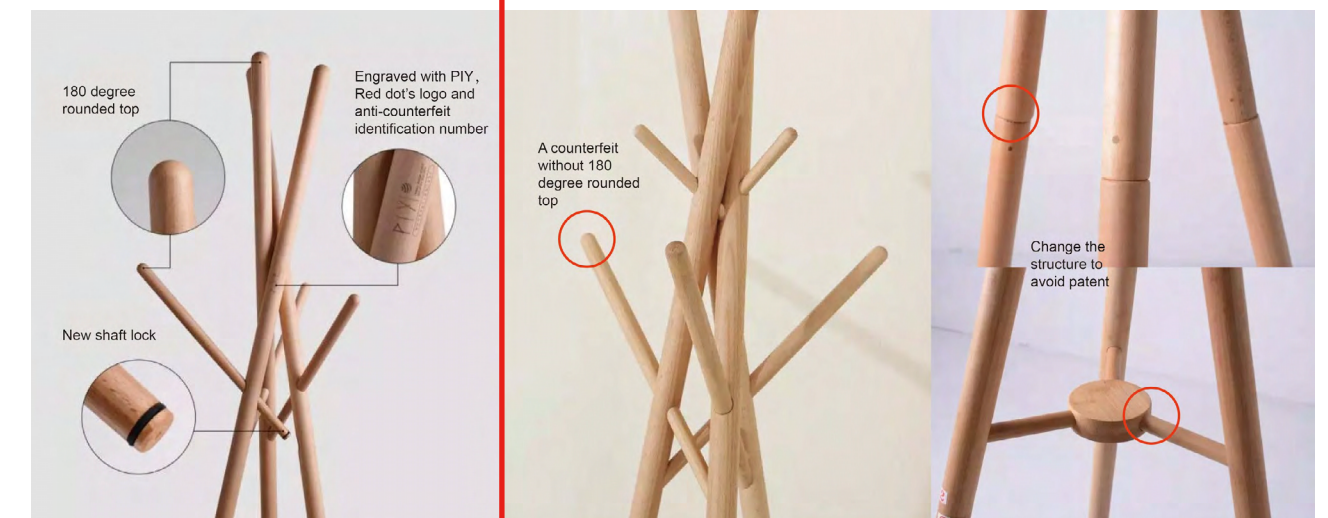 180 degree
rounded top
Engraved with PIY,
Red dot's logo and
anti-counterfeit
identification number
PIY
New shaft lock
A counterfeit
without 180
degree rounded
top
Change the
structure to
avoid patent